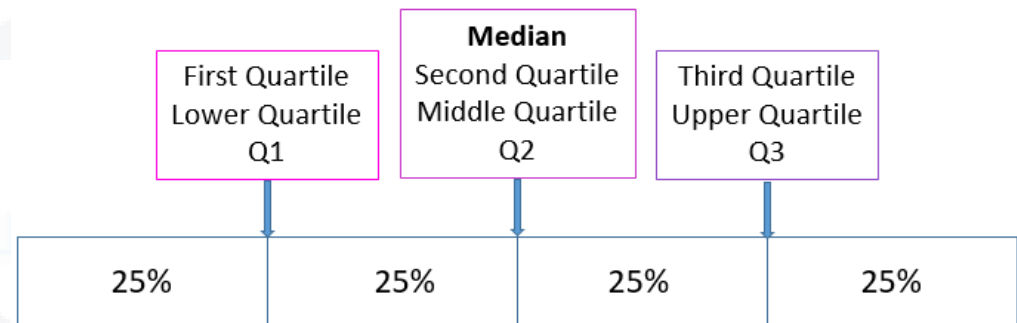 First Quartile
Lower Quartile
Q1
Median
Second Quartile
Middle Quartile
Q2
Third Quartile
Upper Quartile
Q3
25%
25%
25%
25%